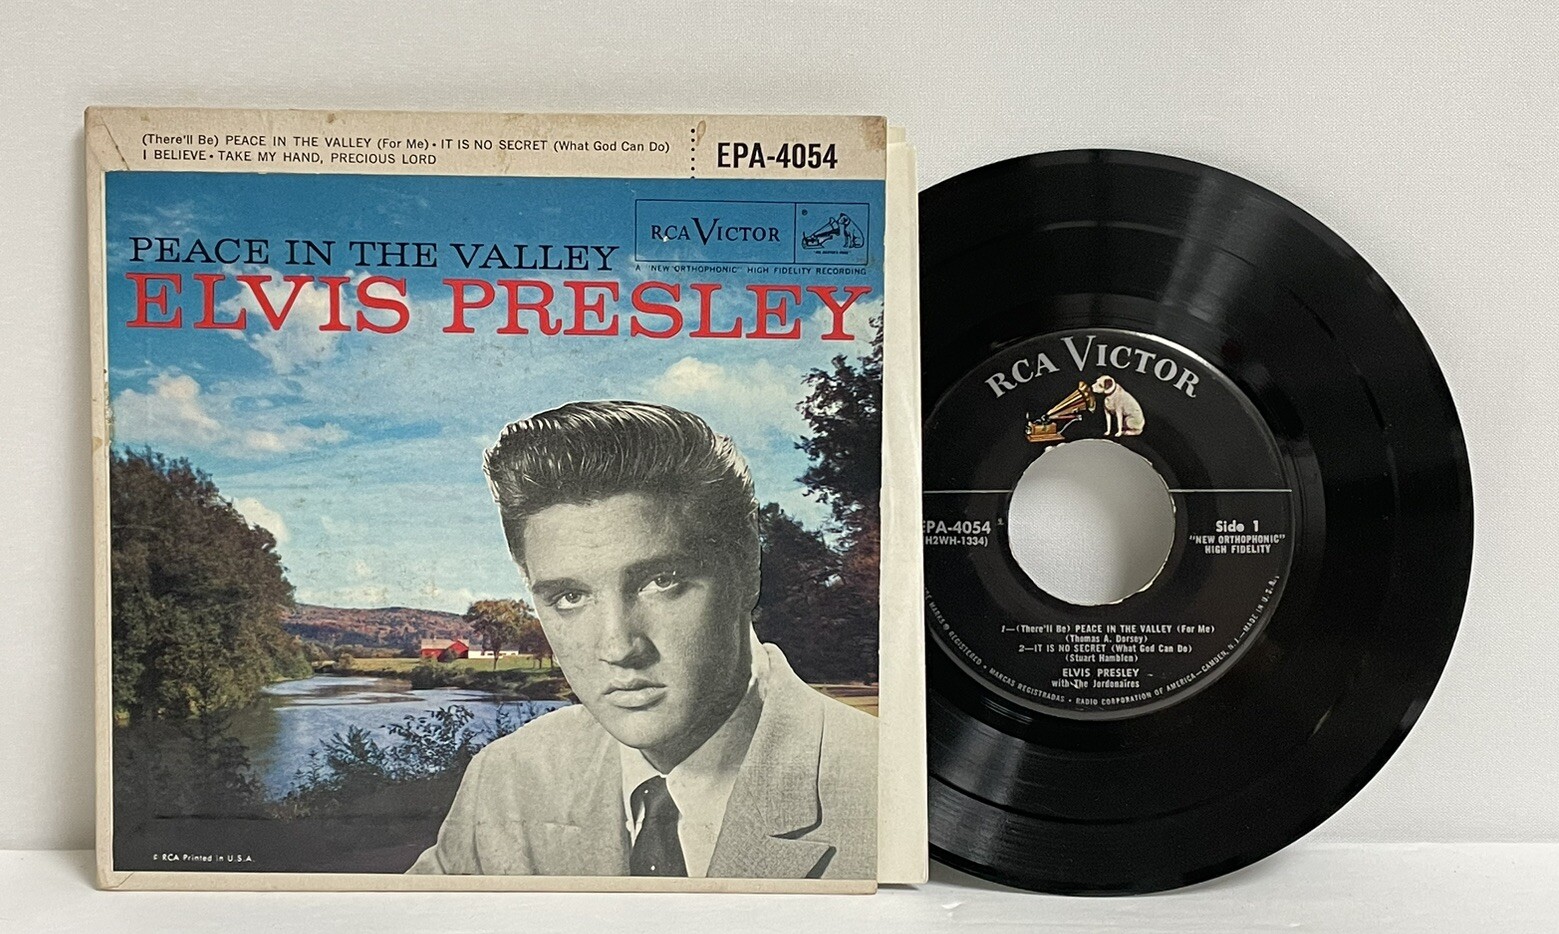 (There'll Be) PEACE IN THE VALLEY (For Me) • IT IS NO SECRET (What God Can Do)
I BELIEVE • TAKE MY HAND, PRECIOUS LORD
EPA-4054
RCA VICTOR
A "NEW ORTHOPHONIC" HIGH FIDELITY RECORDING
PEACE IN THE VALLEY
ELVIS PRESLEY
© RCA Printed in U.S.A.
RCA VICTOR
EPA-4054
H2WH-1334)
Side 1
"NEW ORTHOPHONIC"
HIGH FIDELITY
1—(There'll Be) PEACE IN THE VALLEY (For Me)
(Thomas A. Dorsey)
2—IT IS NO SECRET (What God Can Do)
(Stuart Hamblen)
ELVIS PRESLEY
with The Jordonaires
MARKS ® REGISTERED • MARCAS REGISTRADAS • RADIO CORPORATION OF AMERICA—CAMDEN, N. J.—MADE IN U.S.A.